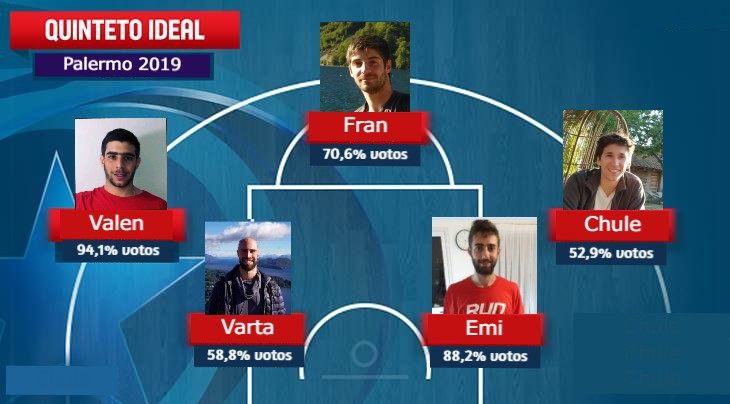 QUINTETO IDEAL
Palermo 2019
Fran
70,6% votos
Valen
94,1% votos
Chule
52,9% votos
Varta
58,8% votos
Emi
88,2% votos
RUN